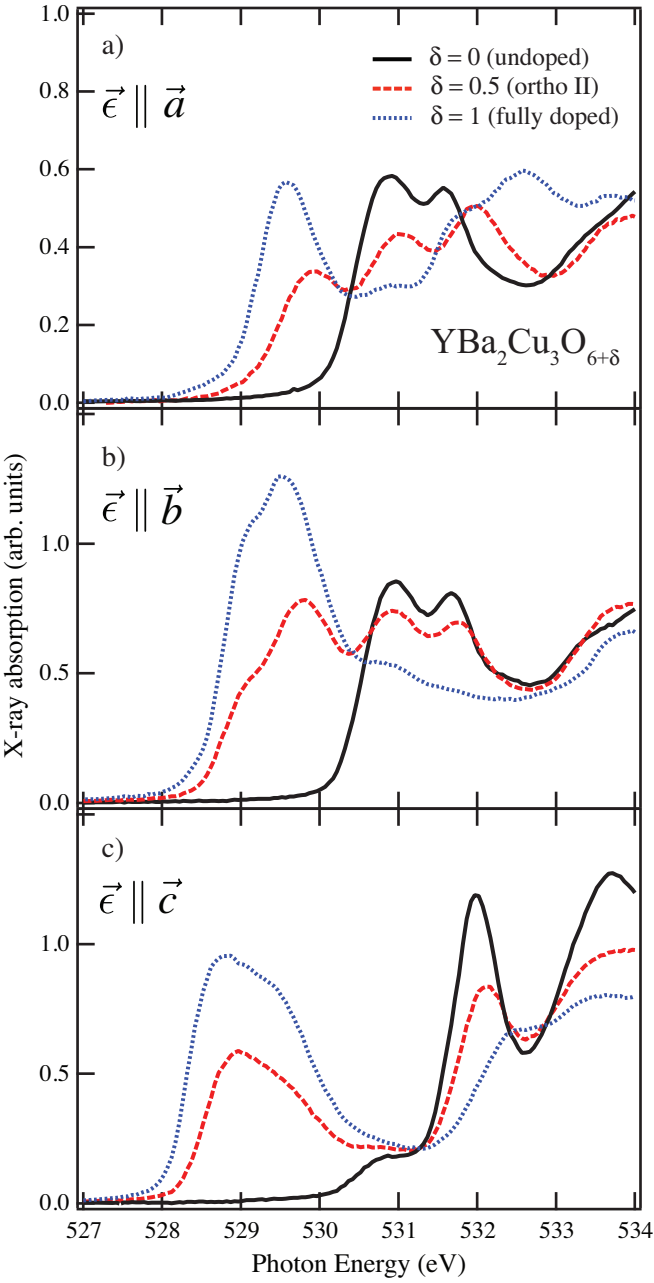 1.0
a)
δ = 0 (undoped)
δ = 0.5 (ortho II)
δ = 1 (fully doped)
0.8
ϵ⃗ || a⃗
0.6
0.4
YBa₂Cu₃O₆₊δ
0.2
0.0
b)
ϵ⃗ || b⃗
1.0
0.5
0.0
X-ray absorption (arb. units)
c)
ϵ⃗ || c⃗
1.0
0.5
0.0
527 528 529 530 531 532 533 534
Photon Energy (eV)